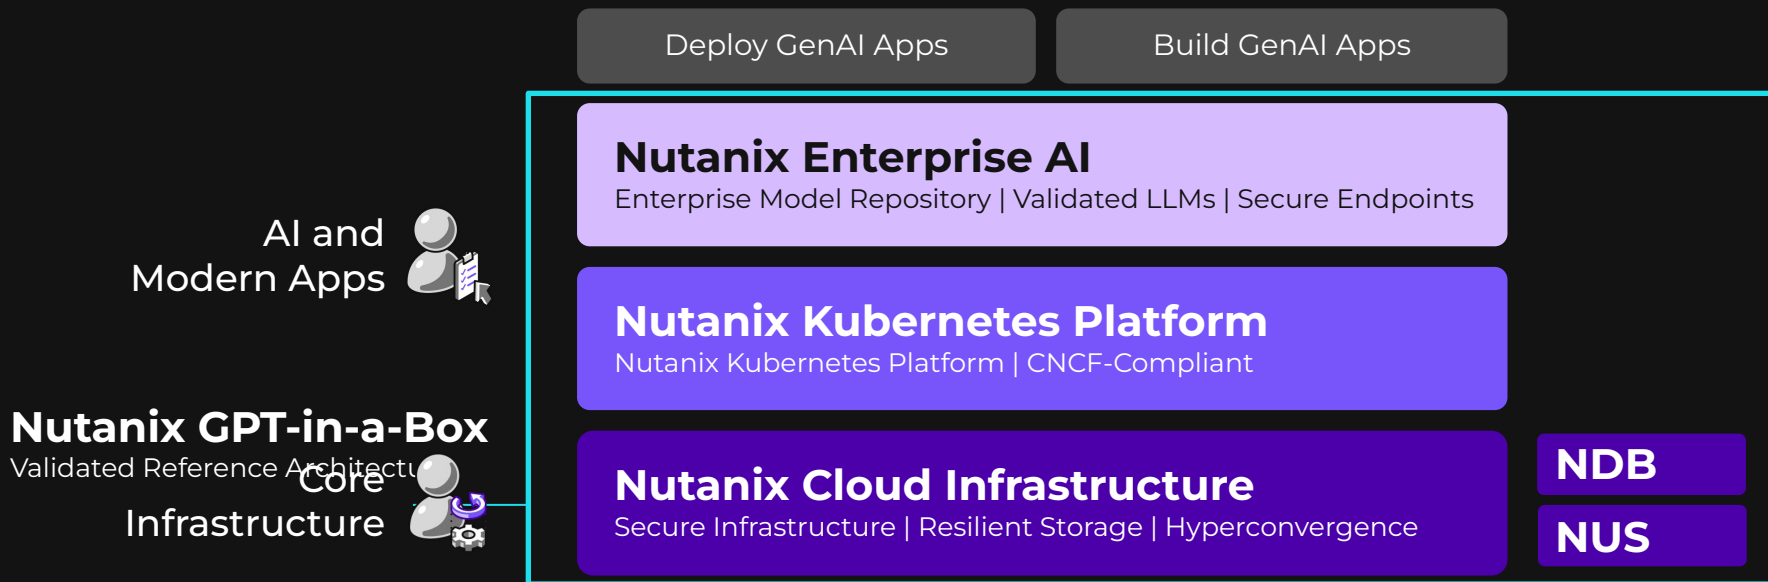 Deploy GenAI Apps
Build GenAI Apps
Nutanix Enterprise AI
Enterprise Model Repository | Validated LLMs | Secure Endpoints
AI and
Modern Apps
Nutanix Kubernetes Platform
Nutanix Kubernetes Platform | CNCF-Compliant
Nutanix GPT-in-a-Box
Validated Reference
Core
Infrastructure
Nutanix Cloud Infrastructure
Secure Infrastructure | Resilient Storage | Hyperconvergence
NDB
NUS